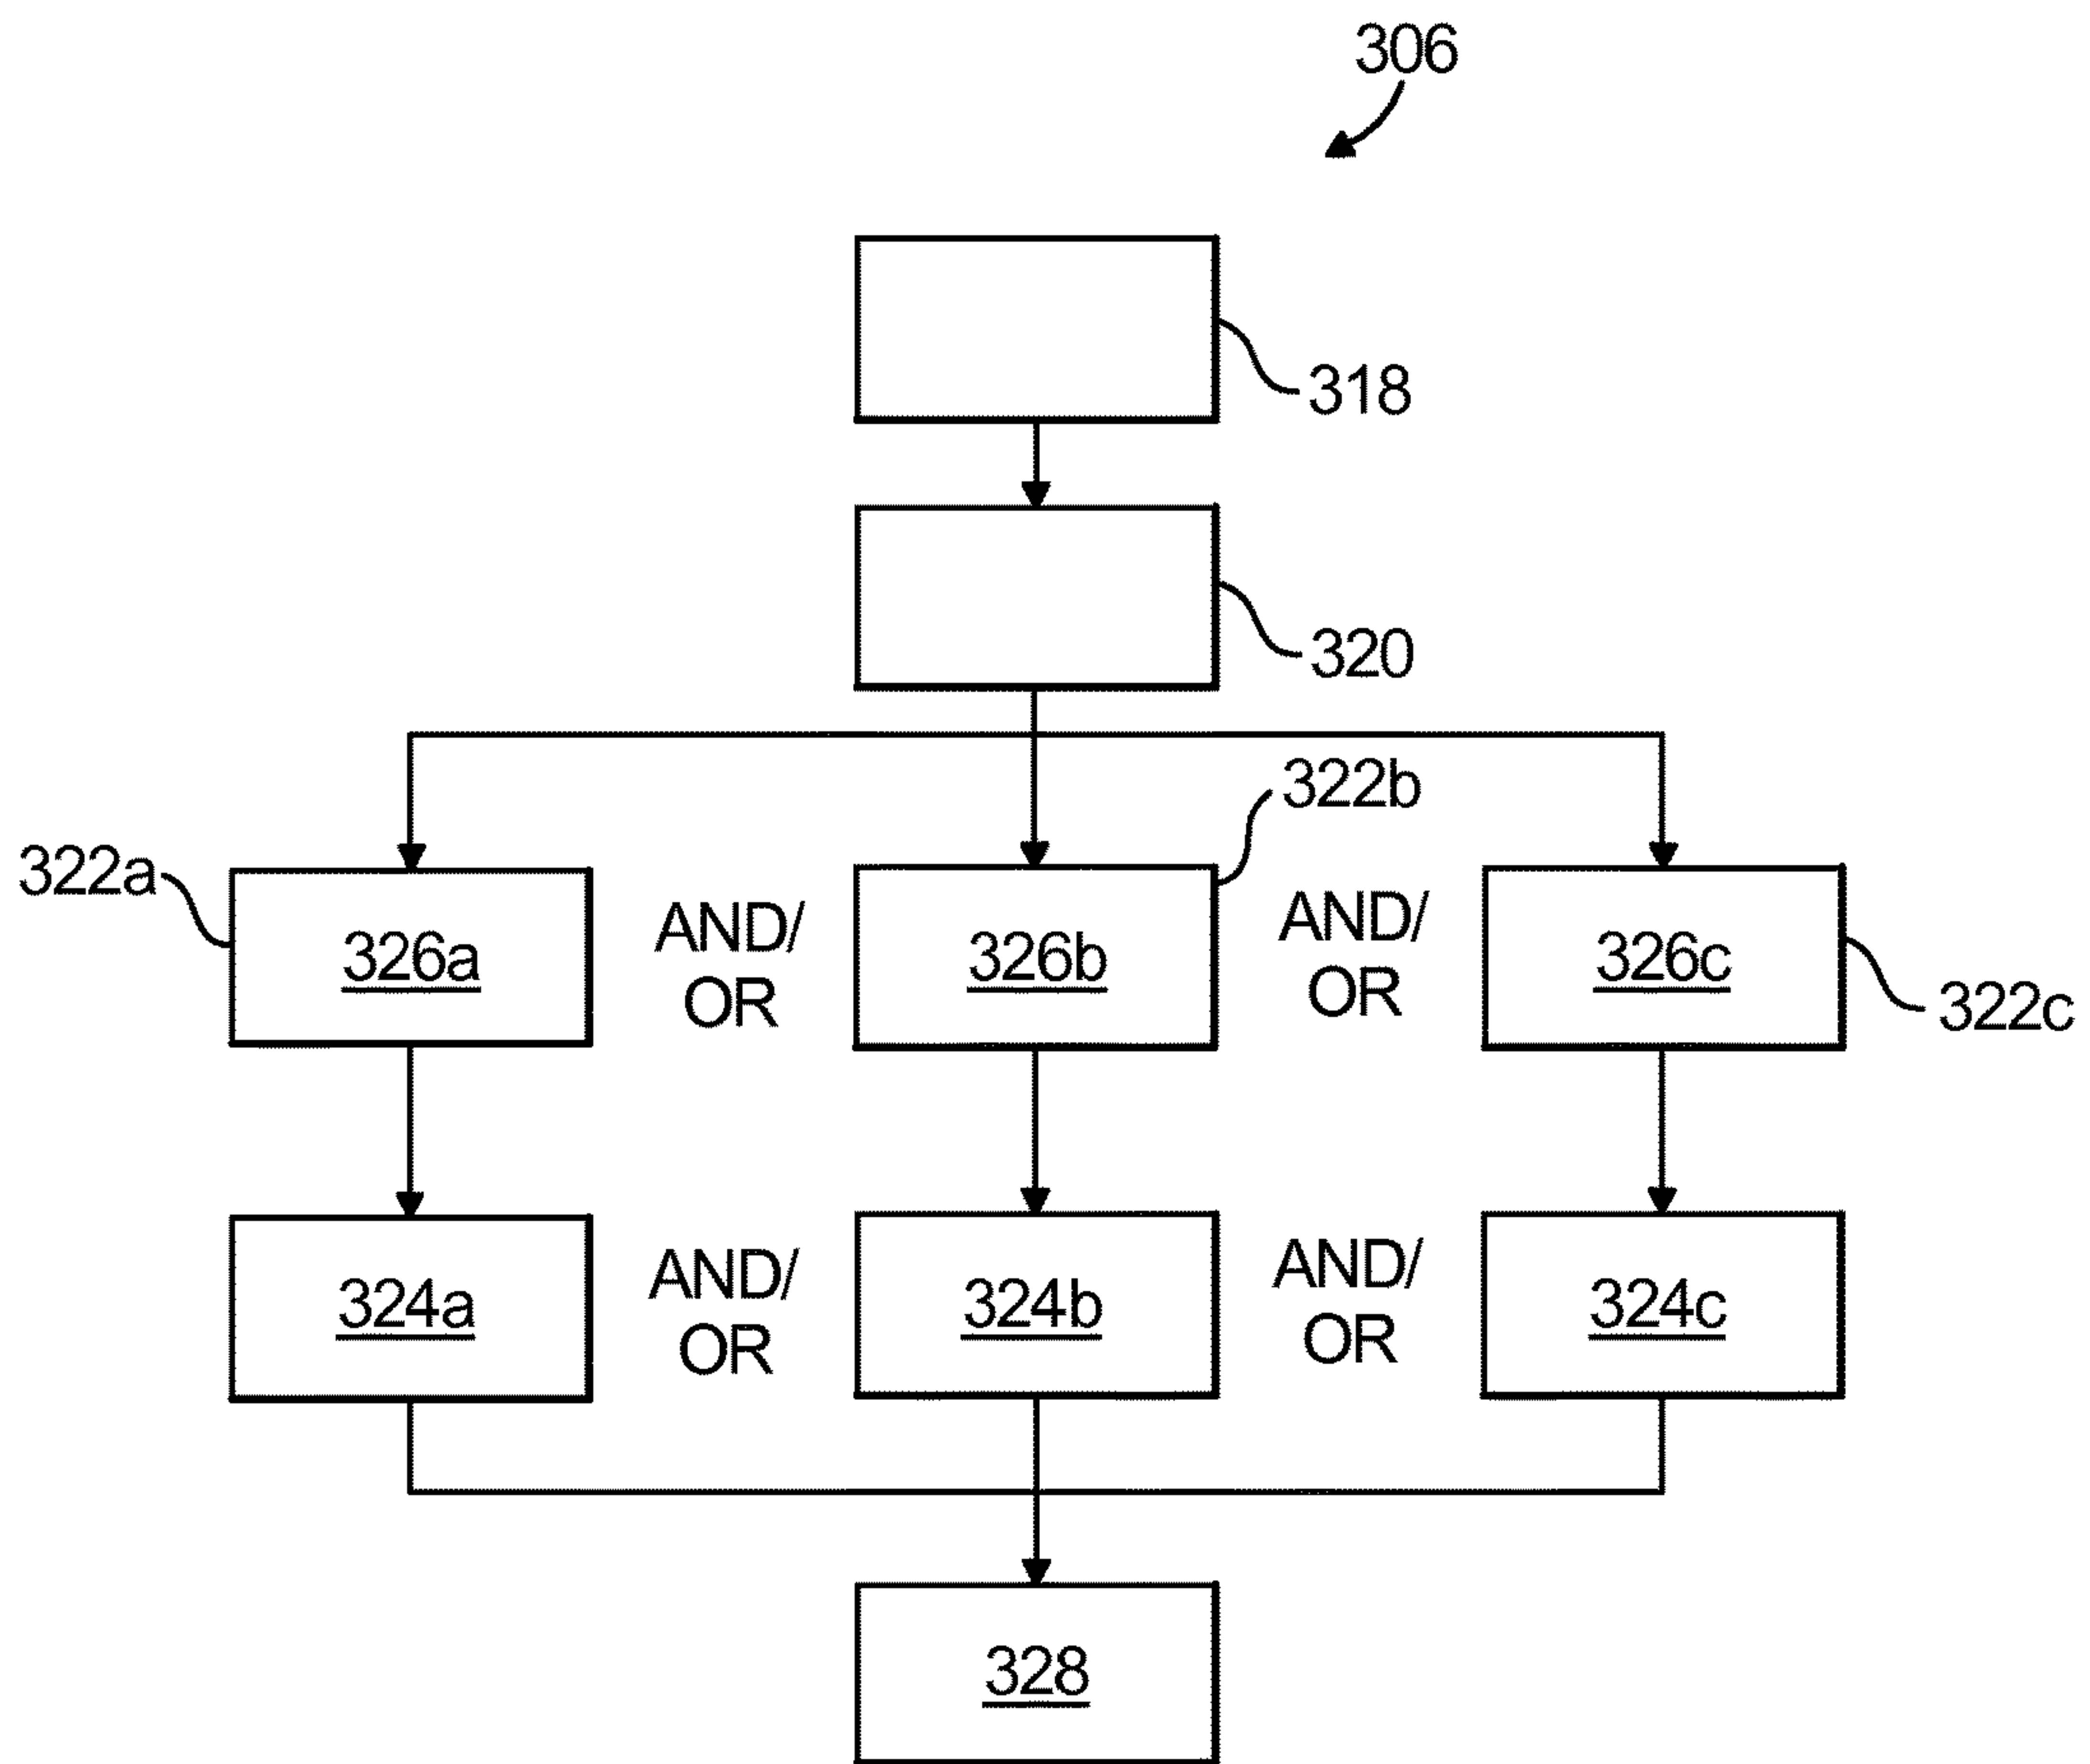 306
318
320
322b
322a
326a
AND/
OR
326b
AND/
OR
326c
322c
324a
AND/
OR
324b
AND/
OR
324c
328